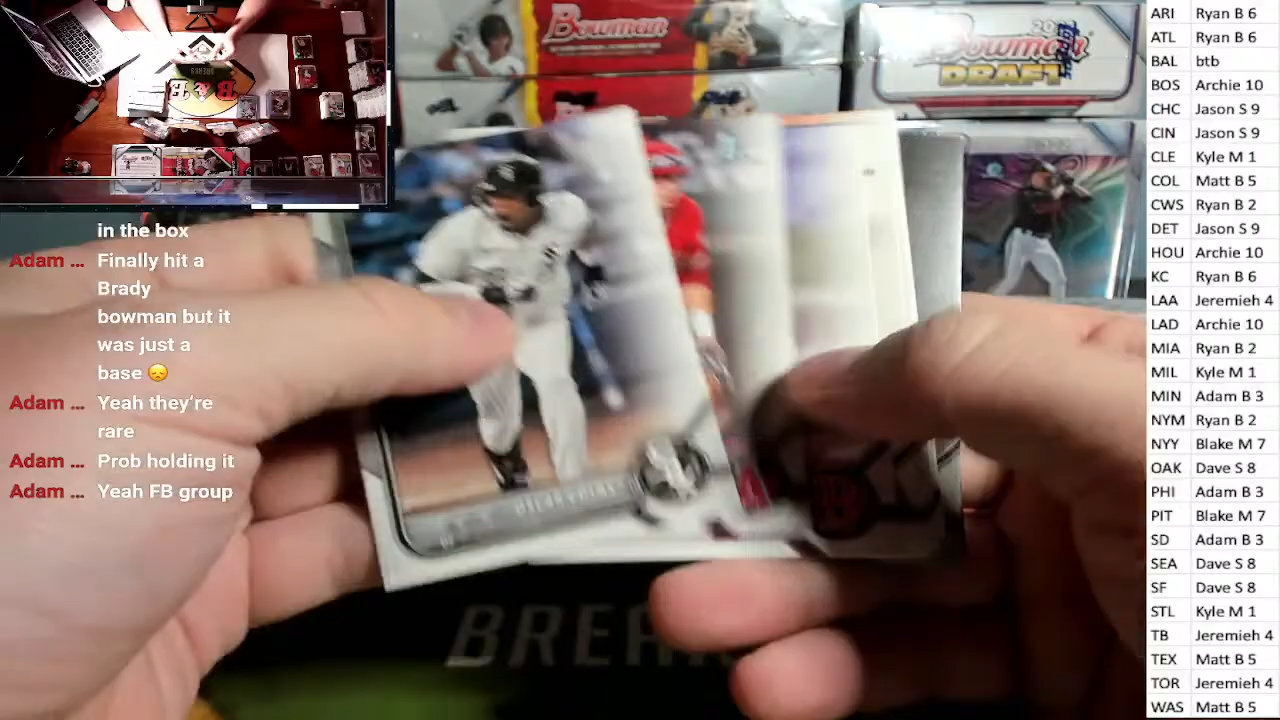 in the box
Adam ... Finally hit a
Brady
bowman but it
was just a
base 😞
Adam ... Yeah they're
rare
Adam ... Prob holding it
Adam ... Yeah FB group
Bowman
Bowman
DRAFT
B&B
BREA
ARI Ryan B 6
ATL Ryan B 6
BAL btb
BOS Archie 10
CHC Jason S 9
CIN Jason S 9
CLE Kyle M 1
COL Matt B 5
CWS Ryan B 2
DET Jason S 9
HOU Archie 10
KC Ryan B 6
LAA Jeremieh 4
LAD Archie 10
MIA Ryan B 2
MIL Kyle M 1
MIN Adam B 3
NYM Ryan B 2
NYY Blake M 7
OAK Dave S 8
PHI Adam B 3
PIT Blake M 7
SD Adam B 3
SEA Dave S 8
SF Dave S 8
STL Kyle M 1
TB Jeremieh 4
TEX Matt B 5
TOR Jeremieh 4
WAS Matt B 5